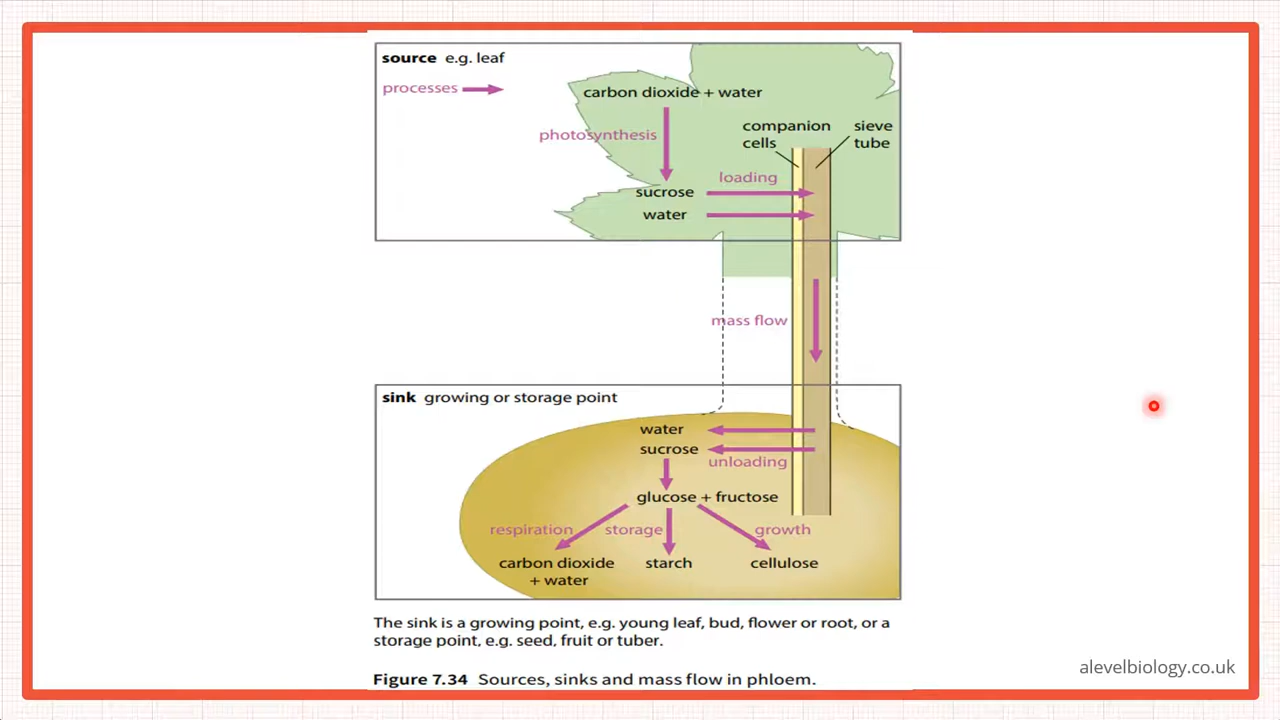 source e.g. leaf
processes
carbon dioxide + water
photosynthesis
companion
cells
sieve
tube
loading
sucrose
water
mass flow
sink growing or storage point
water
sucrose
unloading
glucose + fructose
respiration
storage
growth
carbon dioxide
+ water
starch
cellulose
The sink is a growing point, e.g. young leaf, bud, flower or root, or a
storage point, e.g. seed, fruit or tuber.
Figure 7.34 Sources, sinks and mass flow in phloem.
alevelbiology.co.uk